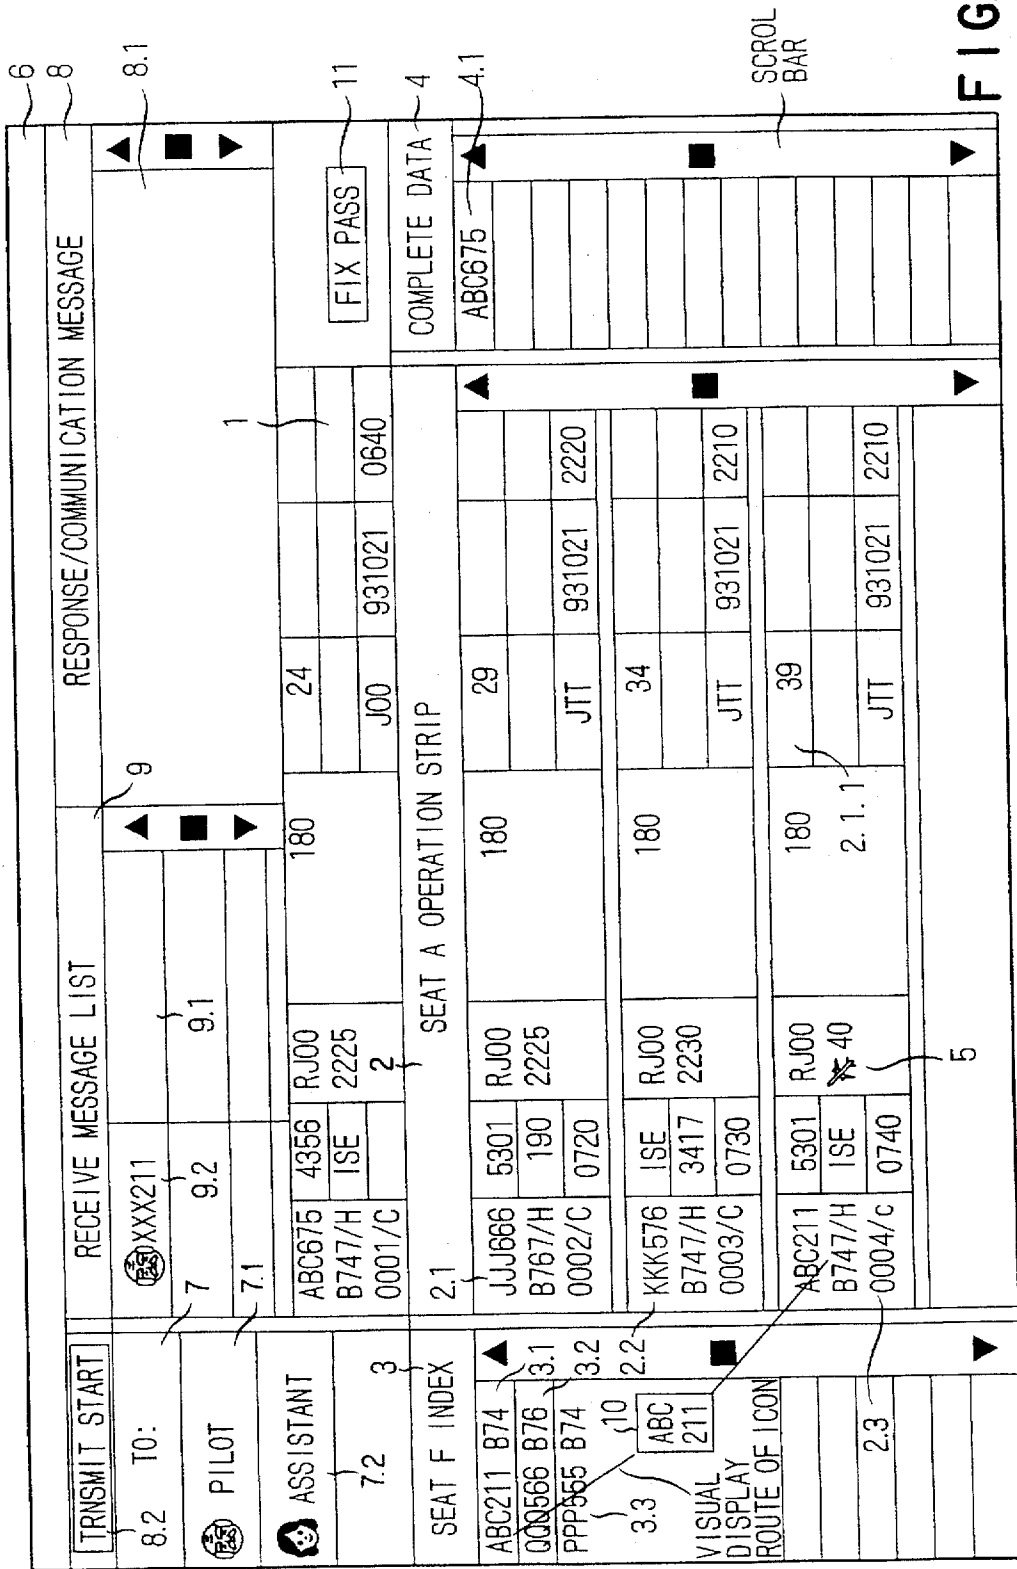 6
8
8.1
TRNSMIT START
RECEIVE MESSAGE LIST
9
RESPONSE/COMMUNICATION MESSAGE
8.2 TO:
7
0XXX211
9.2
9.1
PILOT
7.1
ASSISTANT
7.2
ABC675 4356 RJ00 180 24
B747/H ISE 2225
0001/C J00 931021 0640
1
FIX PASS
11
3
SEAT F INDEX
2.1
2
SEAT A OPERATION STRIP
COMPLETE DATA
4
ABC211 B74
3.1
QQQ566 B76
3.2
PPP555 B74
3.3
2.2
10
ABC
211
VISUAL
DISPLAY
ROUTE OF ICON
2.3
JJJ666 5301 RJ00 180 29
B767/H 190 2225
0002/C 0720 JTT 931021 2220
KKK576 ISE RJ00 180 34
B747/H 3417 2230
0003/C 0730 JTT 931021 2210
ABC211 5301 RJ00 180 39
B747/H ISE 40
0004/c 0740 JTT 931021 2210
5
2.1.1
ABC675
4.1
SCROL
BAR
FIG